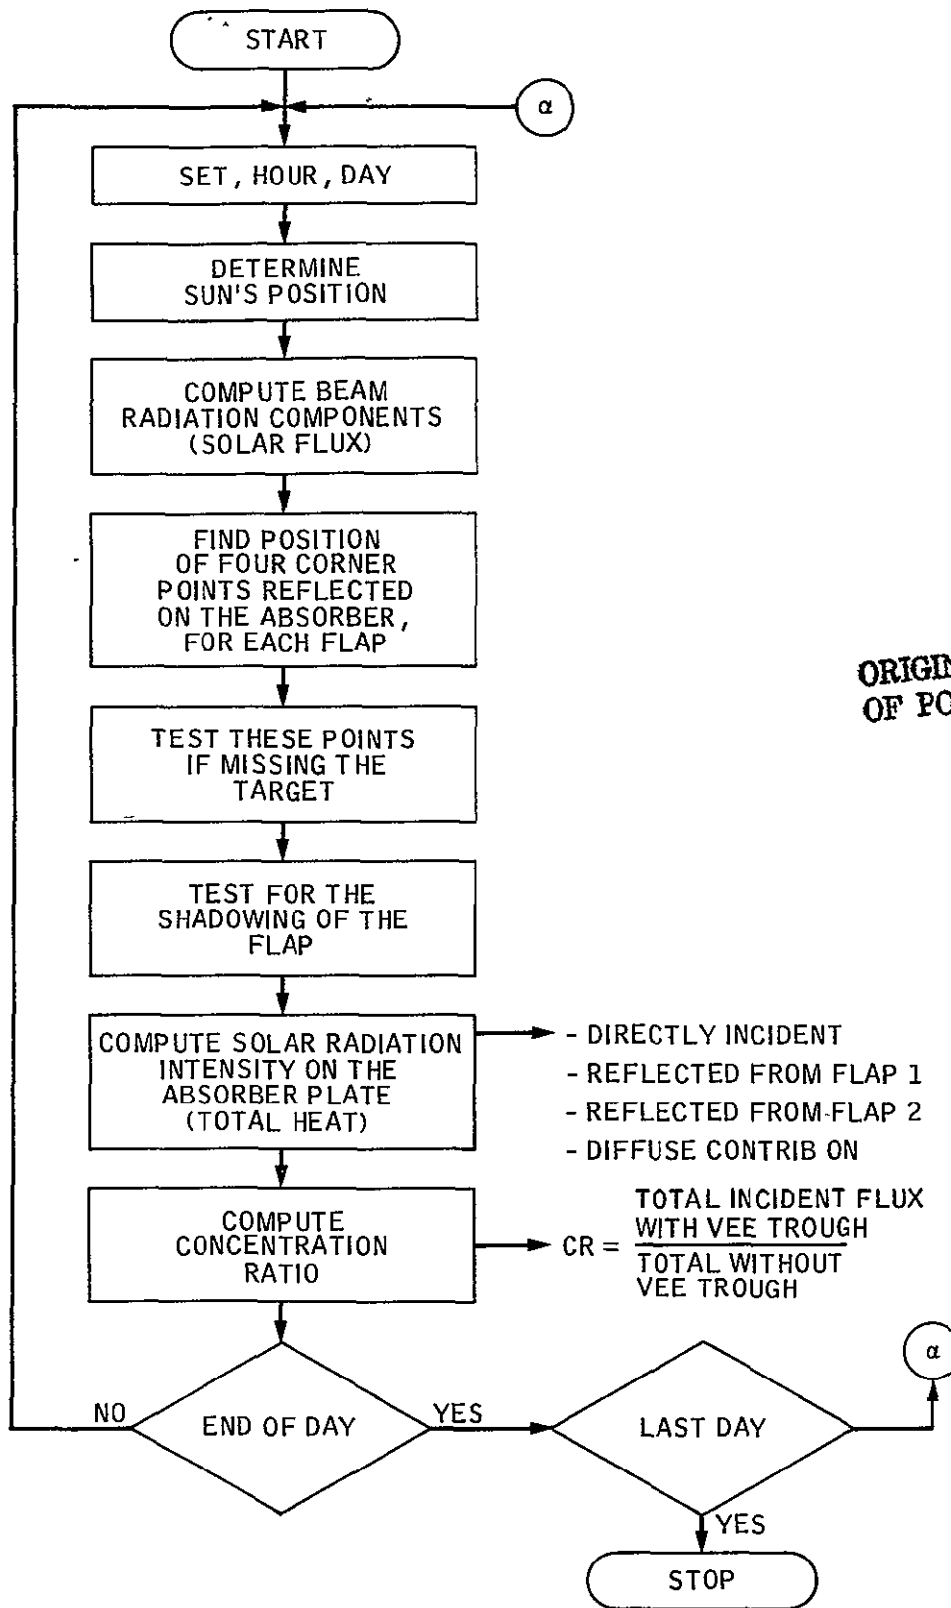 START
α
SET, HOUR, DAY
DETERMINE
SUN'S POSITION
COMPUTE BEAM
RADIATION COMPONENTS
(SOLAR FLUX)
FIND POSITION
OF FOUR CORNER
POINTS REFLECTED
ON THE ABSORBER,
FOR EACH FLAP
ORIGIN
OF PO
TEST THESE POINTS
IF MISSING THE
TARGET
TEST FOR THE
SHADOWING OF THE
FLAP
COMPUTE SOLAR RADIATION
INTENSITY ON THE
ABSORBER PLATE
(TOTAL HEAT)
- DIRECTLY INCIDENT
- REFLECTED FROM FLAP 1
- REFLECTED FROM FLAP 2
- DIFFUSE CONTRIB ON
COMPUTE
CONCENTRATION
RATIO
CR =
TOTAL INCIDENT FLUX
WITH VEE TROUGH
TOTAL WITHOUT
VEE TROUGH
α
NO
END OF DAY
YES
LAST DAY
YES
STOP